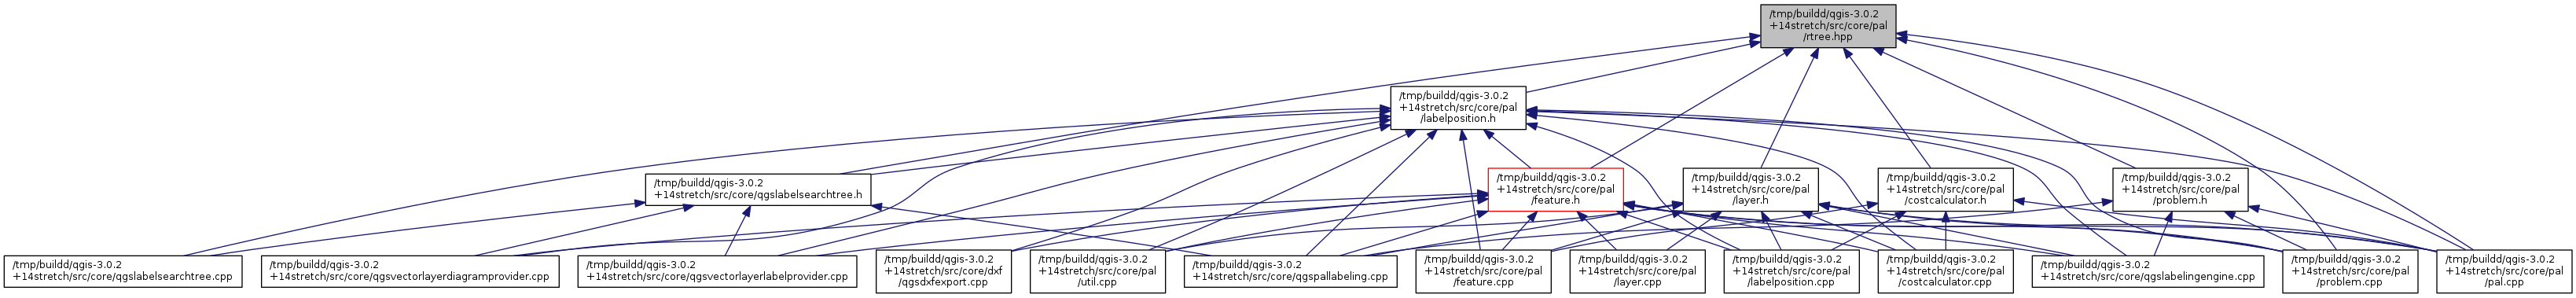 /tmp/buildd/qgis-3.0.2
+14stretch/src/core/pal
/rtree.hpp
/tmp/buildd/qgis-3.0.2
+14stretch/src/core/pal
/labelposition.h
/tmp/buildd/qgis-3.0.2
+14stretch/src/core/qgslabelsearchtree.h
/tmp/buildd/qgis-3.0.2
+14stretch/src/core/pal
/feature.h
/tmp/buildd/qgis-3.0.2
+14stretch/src/core/pal
/layer.h
/tmp/buildd/qgis-3.0.2
+14stretch/src/core/pal
/costcalculator.h
/tmp/buildd/qgis-3.0.2
+14stretch/src/core/pal
/problem.h
/tmp/buildd/qgis-3.0.2
+14stretch/src/core/qgslabelsearchtree.cpp
/tmp/buildd/qgis-3.0.2
+14stretch/src/core/qgsvectorlayerdiagramprovider.cpp
/tmp/buildd/qgis-3.0.2
+14stretch/src/core/qgsvectorlayerlabelprovider.cpp
/tmp/buildd/qgis-3.0.2
+14stretch/src/core/dxf
/qgsdxfexport.cpp
/tmp/buildd/qgis-3.0.2
+14stretch/src/core/pal
/util.cpp
/tmp/buildd/qgis-3.0.2
+14stretch/src/core/qgspallabeling.cpp
/tmp/buildd/qgis-3.0.2
+14stretch/src/core/pal
/feature.cpp
/tmp/buildd/qgis-3.0.2
+14stretch/src/core/pal
/layer.cpp
/tmp/buildd/qgis-3.0.2
+14stretch/src/core/pal
/labelposition.cpp
/tmp/buildd/qgis-3.0.2
+14stretch/src/core/pal
/costcalculator.cpp
/tmp/buildd/qgis-3.0.2
+14stretch/src/core/qgslabelingengine.cpp
/tmp/buildd/qgis-3.0.2
+14stretch/src/core/pal
/problem.cpp
/tmp/buildd/qgis-3.0.2
+14stretch/src/core/pal
/pal.cpp